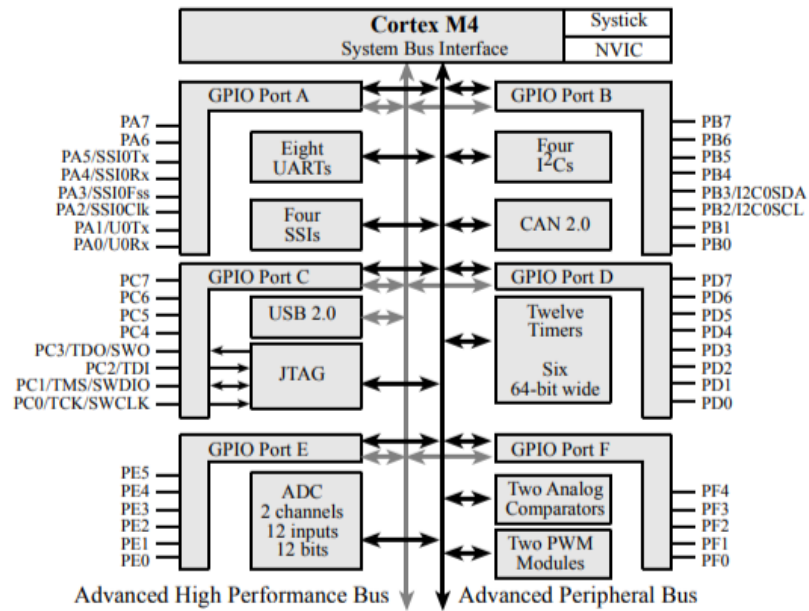 Cortex M4
System Bus Interface
Systick
NVIC
GPIO Port A
GPIO Port B
PA7
PA6
PA5/SSI0Tx
PA4/SSI0Rx
PA3/SSI0Fss
PA2/SSI0Clk
PA1/U0Tx
PA0/U0Rx
Eight
UARTs
Four
SSIs
Four
I2Cs
CAN 2.0
PB7
PB6
PB5
PB4
PB3/I2C0SDA
PB2/I2C0SCL
PB1
PB0
GPIO Port C
GPIO Port D
PC7
PC6
PC5
PC4
PC3/TDO/SWO
PC2/TDI
PC1/TMS/SWDIO
PC0/TCK/SWCLK
USB 2.0
JTAG
Twelve
Timers
Six
64-bit wide
PD7
PD6
PD5
PD4
PD3
PD2
PD1
PD0
GPIO Port E
GPIO Port F
PE5
PE4
PE3
PE2
PE1
PE0
ADC
2 channels
12 inputs
12 bits
Two Analog
Comparators
Two PWM
Modules
PF4
PF3
PF2
PF1
PF0
Advanced High Performance Bus
Advanced Peripheral Bus